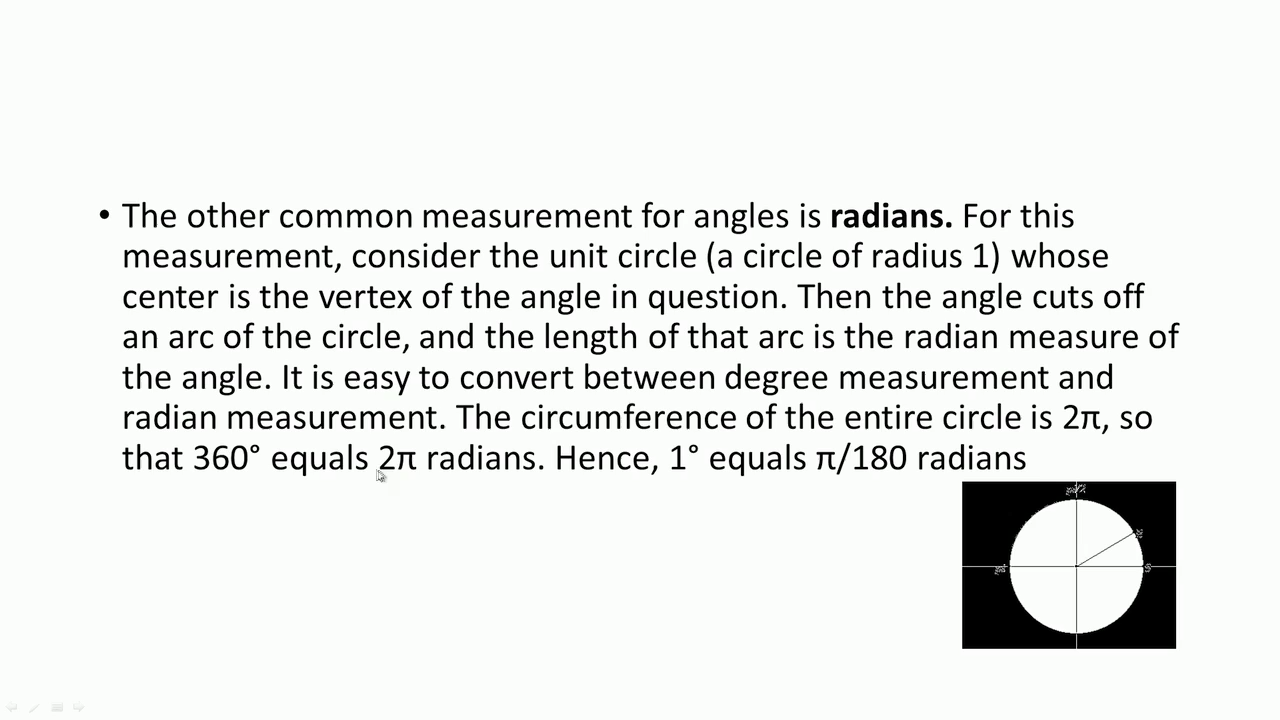 • The other common measurement for angles is radians. For this
measurement, consider the unit circle (a circle of radius 1) whose
center is the vertex of the angle in question. Then the angle cuts off
an arc of the circle, and the length of that arc is the radian measure of
the angle. It is easy to convert between degree measurement and
radian measurement. The circumference of the entire circle is 2π, so
that 360° equals 2π radians. Hence, 1° equals π/180 radians